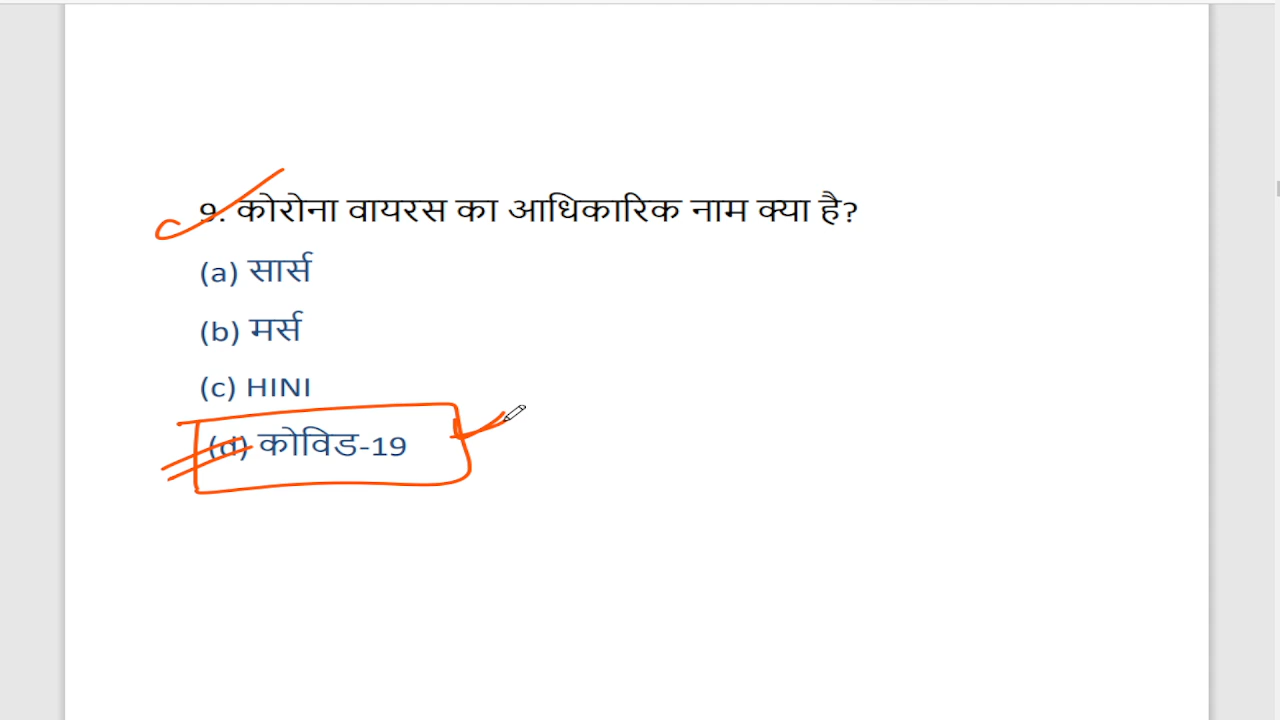 9. कोरोना वायरस का आधिकारिक नाम क्या है?
(a) सार्स
(b) मर्स
(c) HINI
(d) कोविड-19